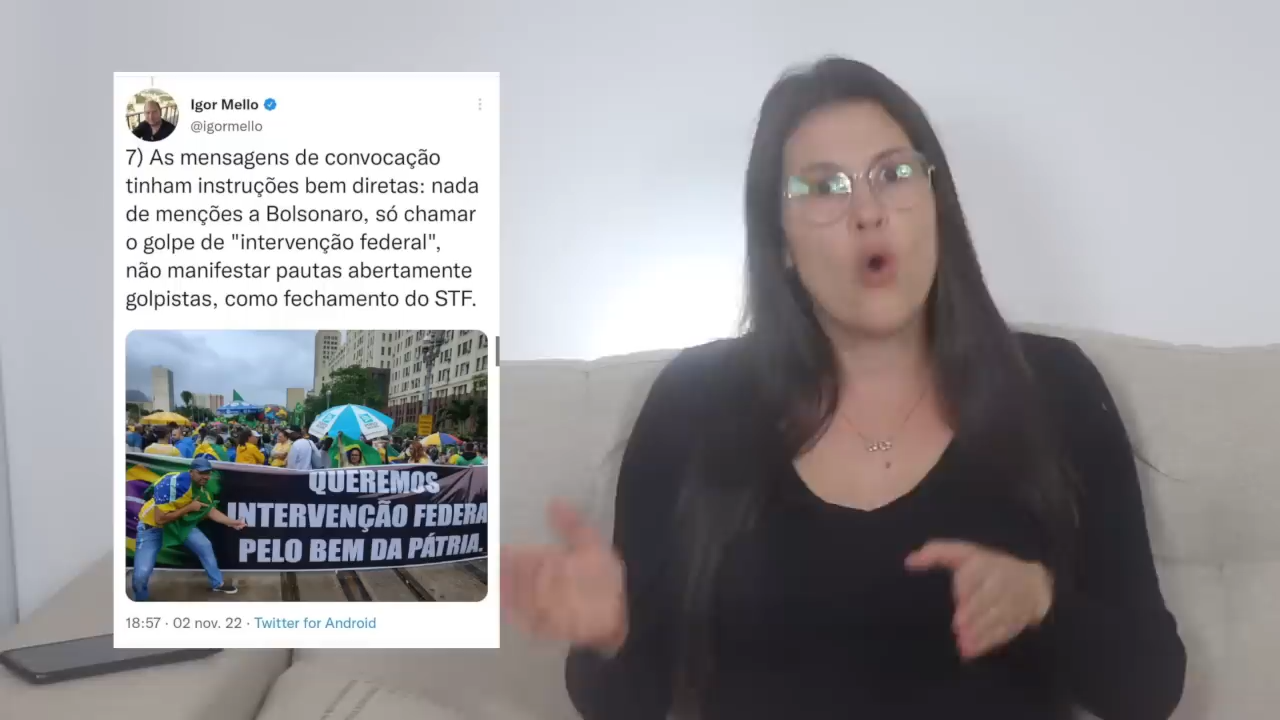 Igor Mello
@igormello
7) As mensagens de convocação
tinham instruções bem diretas: nada
de menções a Bolsonaro, só chamar
o golpe de "intervenção federal",
não manifestar pautas abertamente
golpistas, como fechamento do STF.
QUEREMOS
INTERVENÇÃO FEDERA
PELO BEM DA PÁTRIA.
18:57 · 02 nov. 22 · Twitter for Android